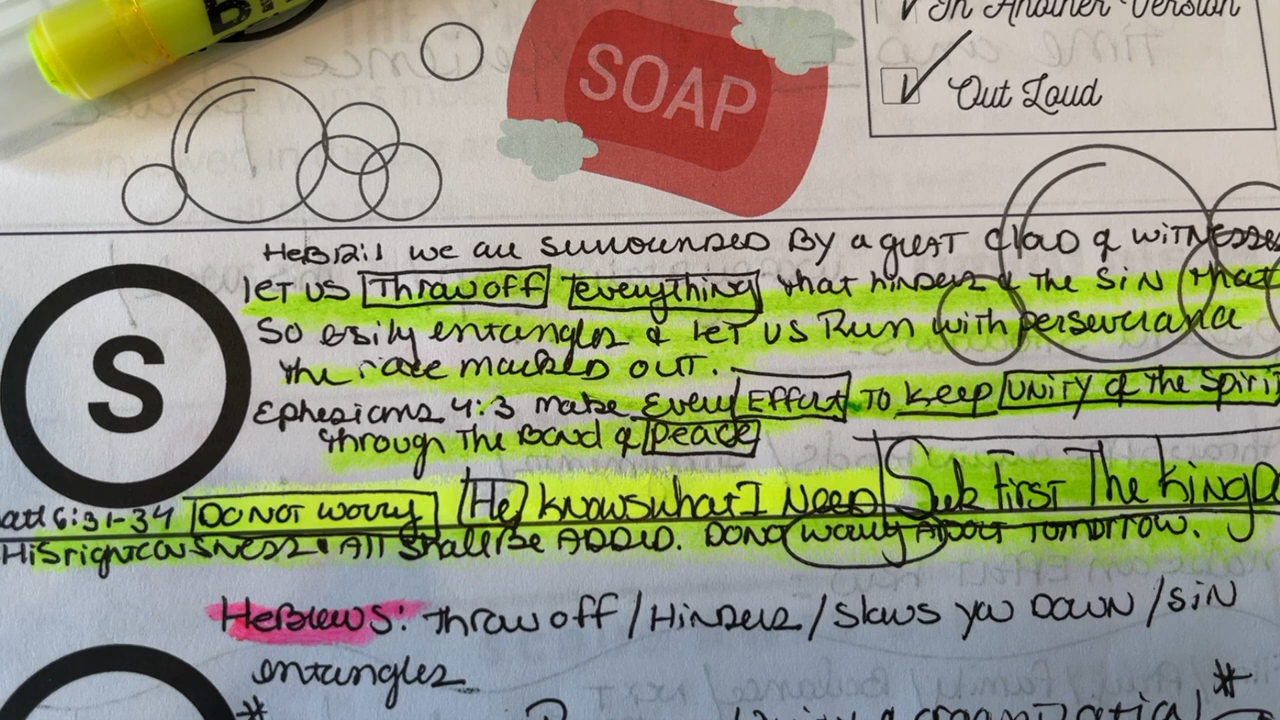 In Another Version
SOAP
Out Loud
HeB 12:1 we are surrounded By a great cloud & witnesses
let us Throw off everything that hinders & the Sin that
So easily entangles & let us Run with perseverance
the race marked out.
S
Ephesians 4:3 make Every Effort To keep Unity of the Spirit
through The Bond of peace
Matt 6:31-34 DO NOT worry He knows what I Need Seek First The Kingdo
His righteousness & All Shall Be ADDED. DO NOT worry About TOMORROW.
HeBrews: Throw off / Hinders / Slows you DOWN / SiN
entangles
* *